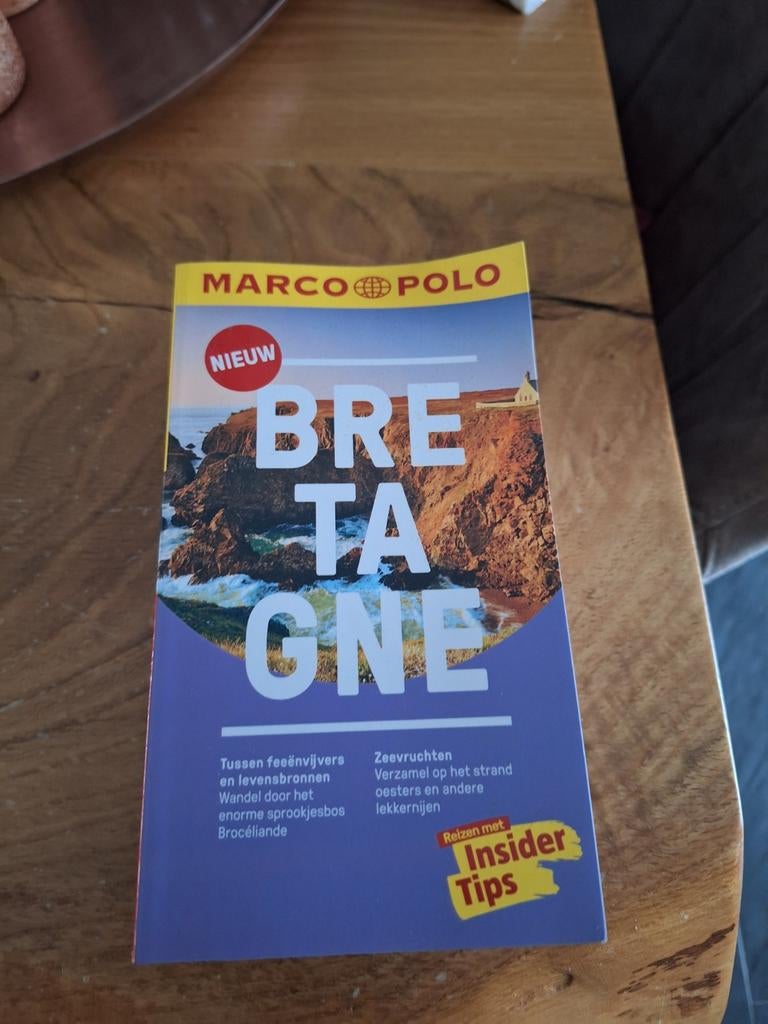 MARCO POLO
NIEUW
BRE
TA
GNE
Tussen feeënvijvers
en levensbronnen
Wandel door het
enorme sprookjesbos
Brocéliande
Zeevruchten
Verzamel op het strand
oesters en andere
lekkernijen
Reizen met
Insider
Tips